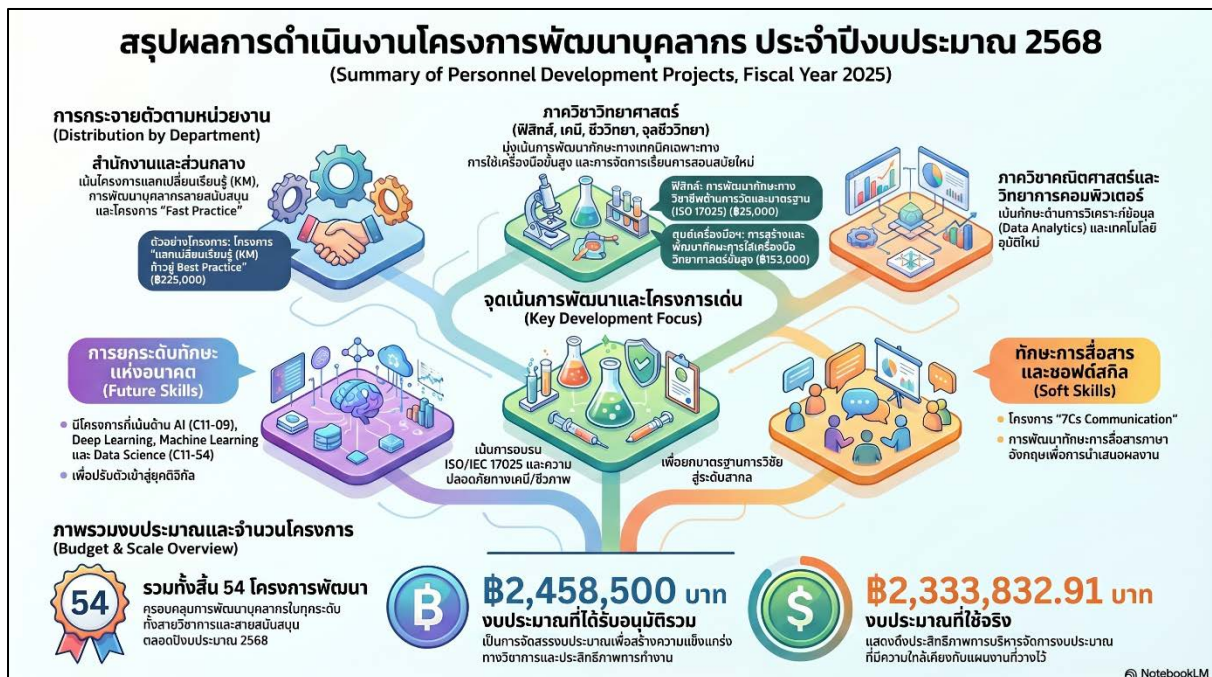 สรุปผลการดำเนินงานโครงการพัฒนาบุคลากร ประจำปีงบประมาณ 2568
(Summary of Personnel Development Projects, Fiscal Year 2025)
การกระจายตัวตามหน่วยงาน
(Distribution by Department)
สำนักงานและส่วนกลาง
เน้นโครงการแลกเปลี่ยนเรียนรู้ (KM),
การพัฒนาบุคลากรสายสนับสนุน
และโครงการ "Fast Practice"
ตัวอย่างโครงการ: โครงการ
"แลกเปลี่ยนเรียนรู้ (KM)
ก้าวยู่ Best Practice"
(฿225,000)
ภาควิชาวิทยาศาสตร์
(ฟิสิกส์, เคมี, ชีววิทยา, จุลชีววิทยา)
มุ่งเน้นการพัฒนาทักษะทางเทคนิคเฉพาะทาง
การใช้เครื่องมือขั้นสูง และการจัดการเรียนการสอนสมัยใหม่
ฟิสิกส์: การพัฒนาทักษะทาง
วิชาชีพด้านการวัดและมาตรฐาน
(ISO 17025) (฿25,000)
การสร้างและ
เครื่องมือ
ขั้นสูง (฿153,000)
ภาควิชาคณิตศาสตร์และ
วิทยาการคอมพิวเตอร์
เน้นทักษะด้านการวิเคราะห์ข้อมูล
(Data Analytics) และเทคโนโลยี
อุบัติใหม่
จุดเน้นการพัฒนาและโครงการเด่น
(Key Development Focus)
การยกระดับทักษะ
แห่งอนาคต
(Future Skills)
มีโครงการที่เน้นด้าน AI (C11-09),
Deep Learning, Machine Learning
และ Data Science (C11-54)
เพื่อปรับตัวเข้าสู่ยุคดิจิทัล
เน้นการอบรม
ISO/IEC 17025 และความ
ปลอดภัยทางเคมี/ชีวภาพ
เพื่อยกมาตรฐานการวิจัย
สู่ระดับสากล
ทักษะการสื่อสาร
และซอฟต์สกิล
(Soft Skills)
โครงการ "7Cs Communication"
การพัฒนาทักษะการสื่อสารภาษา
อังกฤษเพื่อการนำเสนอผลงาน
ภาพรวมงบประมาณและจำนวนโครงการ
(Budget & Scale Overview)
54
รวมทั้งสิ้น 54 โครงการพัฒนา
ครอบคลุมการพัฒนาบุคลากรในทุกระดับ
ทั้งสายวิชาการและสายสนับสนุน
ตลอดปีงบประมาณ 2568
฿2,458,500 บาท
งบประมาณที่ได้รับอนุมัติรวม
เป็นการจัดสรรงบประมาณเพื่อสร้างความแข็งแกร่ง
ทางวิชาการและประสิทธิภาพการทำงาน
฿2,333,832.91 บาท
งบประมาณที่ใช้จริง
แสดงถึงประสิทธิภาพการบริหารจัดการงบประมาณ
ที่มีความใกล้เคียงกับแผนงานที่วางไว้
NotebookLM